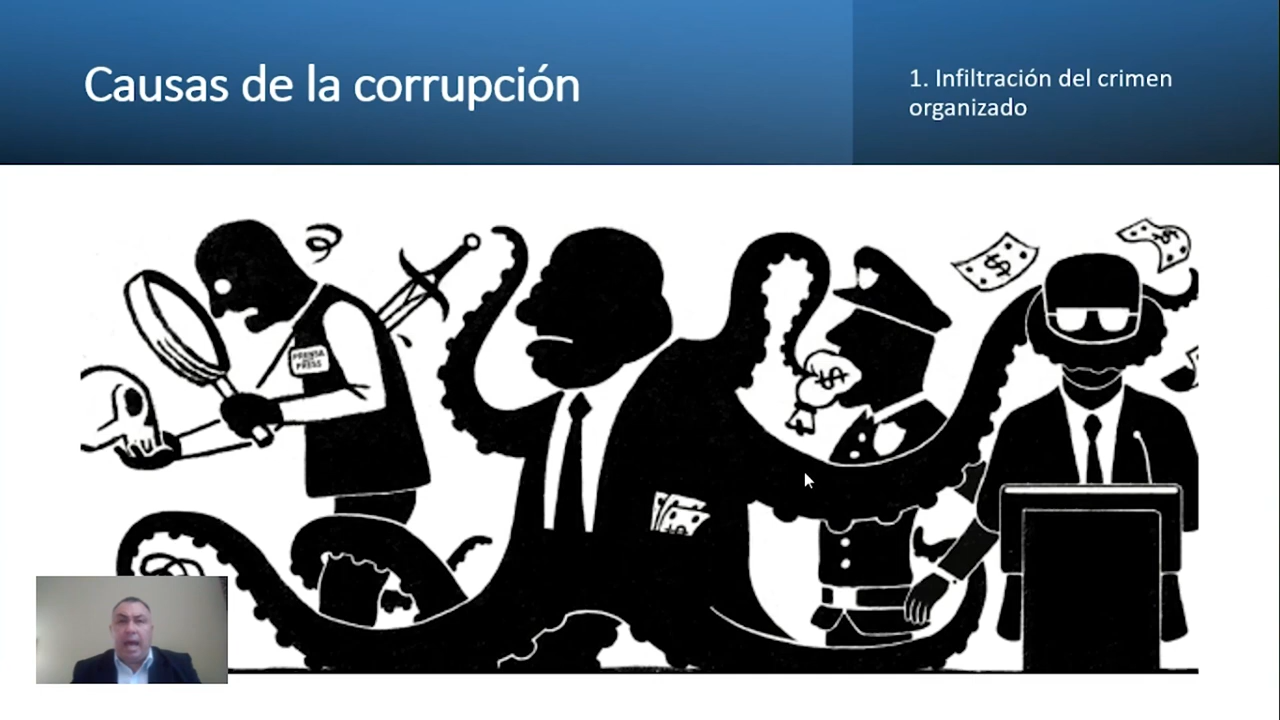 Causas de la corrupción
1. Infiltración del crimen
organizado
PRENSA
PRESS
$
$
$
$